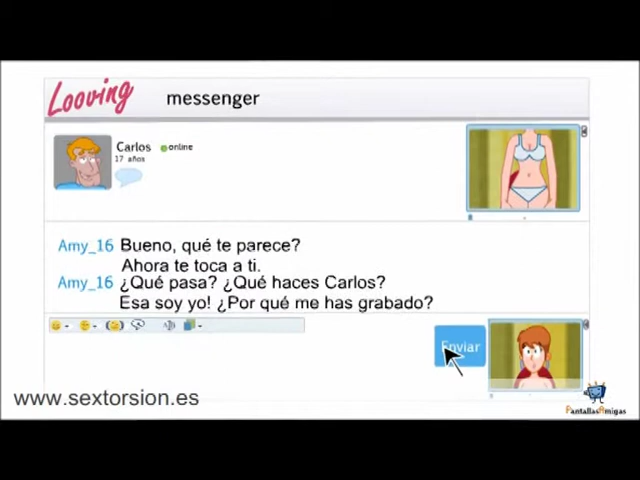 Looving messenger
Carlos online
17 años
Amy_16 Bueno, qué te parece?
Ahora te toca a ti.
Amy_16 ¿Qué pasa? ¿Qué haces Carlos?
Esa soy yo! ¿Por qué me has grabado?
Enviar
www.sextorsion.es
PantallasAmigas